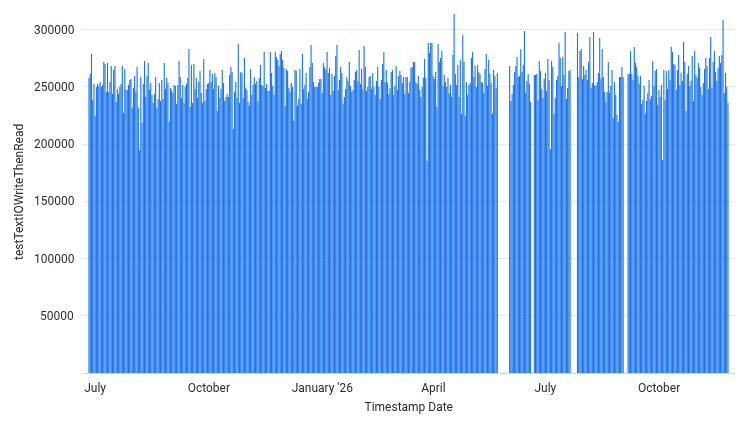 300000
250000
200000
150000
100000
50000
testTextIOWriteThenRead
July
October
January '26
April
July
October
Timestamp Date